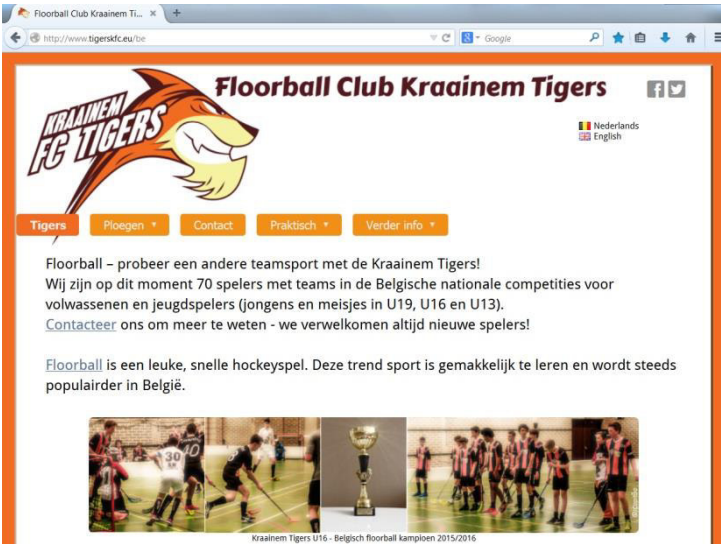 Floorball Club Kraainem Ti...
http://www.tigerskfc.eu/be
Google
Floorball Club Kraainem Tigers
KRAAINEM
FC TIGERS
Nederlands
English
Tigers
Ploegen
Contact
Praktisch
Verder info
Floorball – probeer een andere teamsport met de Kraainem Tigers!
Wij zijn op dit moment 70 spelers met teams in de Belgische nationale competities voor
volwassenen en jeugdspelers (jongens en meisjes in U19, U16 en U13).
Contacteer ons om meer te weten - we verwelkomen altijd nieuwe spelers!
Floorball is een leuke, snelle hockeyspel. Deze trend sport is gemakkelijk te leren en wordt steeds
populairder in België.
30
Kraainem Tigers U16 - Belgisch floorball kampioen 2015/2016